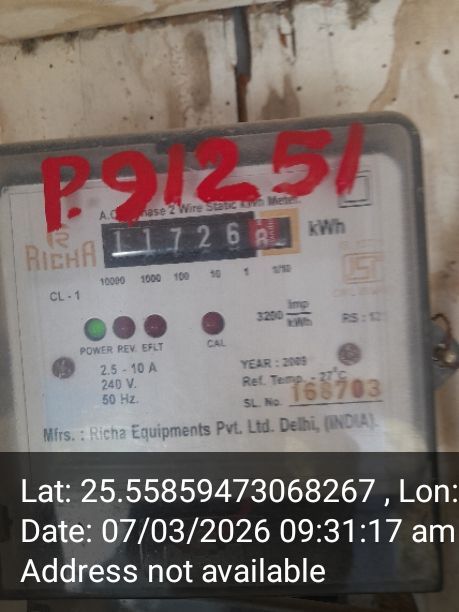 P.91251
A.C. Phase 2 Wire Static kWh Meter.
RICHA
11726 8 kWh
10000 1000 100 10 1 1/10
CL - 1
3200 Imp/kWh
POWER REV. EFLT CAL
2.5 - 10 A
240 V.
50 Hz.
YEAR : 2009
Ref. Temp. - 27°C
SL. No. 168703
Mfrs. : Richa Equipments Pvt. Ltd. Delhi, (INDIA).
Lat: 25.55859473068267 , Lon:
Date: 07/03/2026 09:31:17 am
Address not available